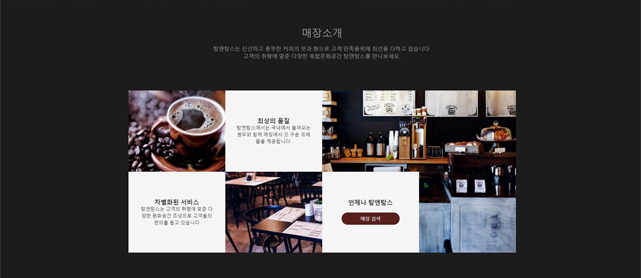 매장소개
탐앤탐스는 신선하고 풍부한 커피의 맛과 향으로 고객 만족을위해 최선을 다하고 있습니다
고객의 취향에 맞춘 다양한 복합문화공간 탐앤탐스를 만나보세요
최상의 품질
탐앤탐스에서는 국내에서 들여오는
원두와 함께 매장에서 갓 구운 프레
즐을 제공합니다.
차별화된 서비스
탐앤탐스는 고객의 취향에 맞춘 다
양한 문화공간 조성으로 고객들의
편의를 돕고 있습니다
언제나 탐앤탐스
매장 검색